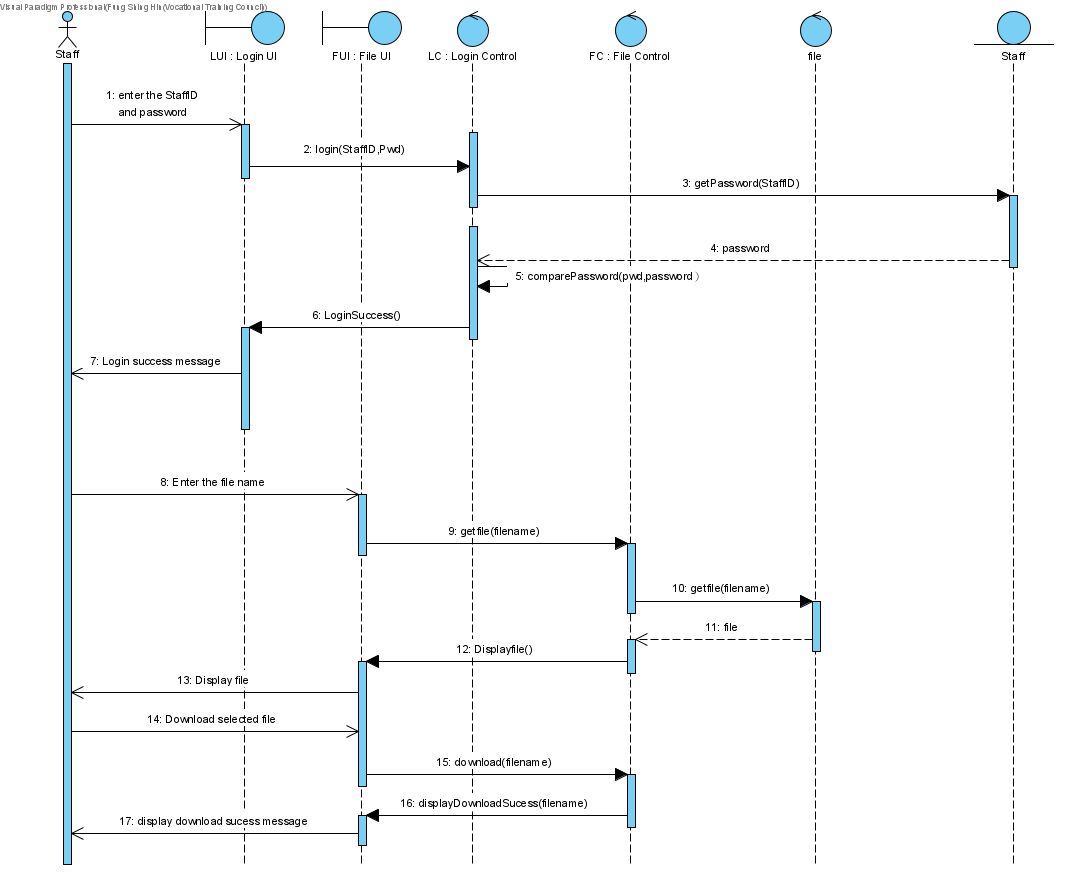 Visual Paradigm Professional(Fung Shing Hin(Vocational Training Council))
Staff
LUI : Login UI
FUI : File UI
LC : Login Control
FC : File Control
file
Staff
1: enter the StaffID
and password
2: login(StaffID,Pwd)
3: getPassword(StaffID)
4: password
5: comparePassword(pwd,password）
6: LoginSuccess()
7: Login success message
8: Enter the file name
9: getfile(filename)
10: getfile(filename)
11: file
12: Displayfile()
13: Display file
14: Download selected file
15: download(filename)
16: displayDownloadSucess(filename)
17: display download sucess message